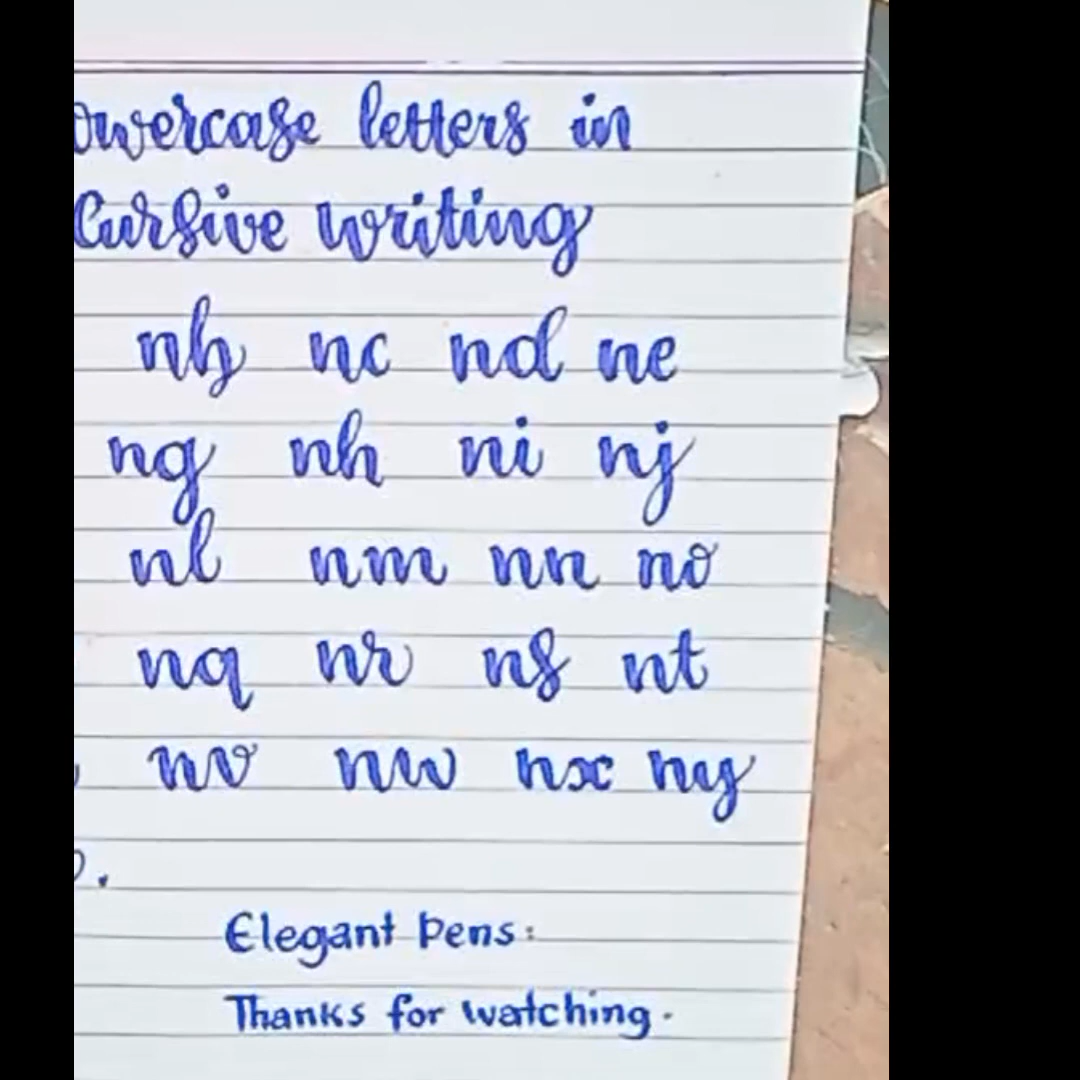 owercase letters in
Cursive writing
nb nc nd ne
ng nh ni nj
nl nm nn no
nq nr ns nt
nv nw nx ny
Elegant Pens:
Thanks for watching.